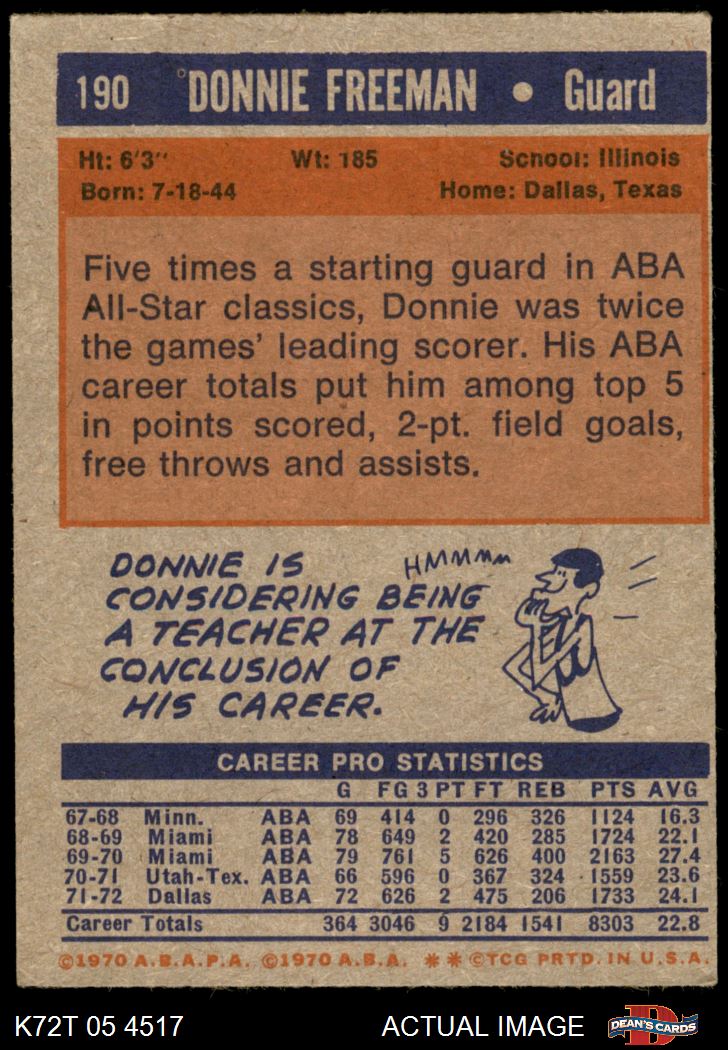 190 DONNIE FREEMAN • Guard
Ht: 6'3" Wt: 185 School: Illinois
Born: 7-18-44 Home: Dallas, Texas
Five times a starting guard in ABA
All-Star classics, Donnie was twice
the games' leading scorer. His ABA
career totals put him among top 5
in points scored, 2-pt. field goals,
free throws and assists.
HMMMMM
DONNIE IS
CONSIDERING BEING
A TEACHER AT THE
CONCLUSION OF
HIS CAREER.
CAREER PRO STATISTICS
G FG 3 PT FT REB PTS AVG
67-68 Minn. ABA 69 414 0 296 326 1124 16.3
68-69 Miami ABA 78 649 2 420 285 1724 22.1
69-70 Miami ABA 79 761 5 626 400 2163 27.4
70-71 Utah-Tex. ABA 66 596 0 367 324 1559 23.6
71-72 Dallas ABA 72 626 2 475 206 1733 24.1
Career Totals 364 3046 9 2184 1541 8303 22.8
©1970 A.B.A.P.A. ©1970 A.B.A. ** ©TCG PRTD. IN U.S.A.
K72T 05 4517 ACTUAL IMAGE D DEAN'S CARDS